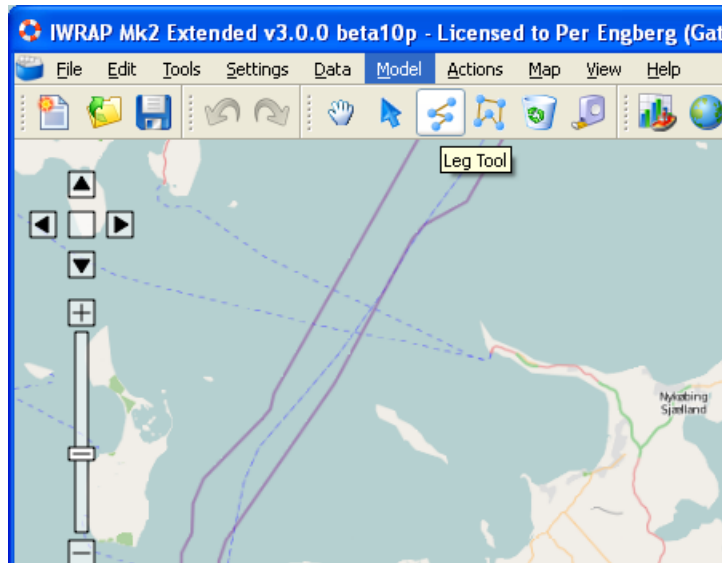 IWRAP Mk2 Extended v3.0.0 beta10p - Licensed to Per Engberg (Gat
File Edit Tools Settings Data Model Actions Map View Help
Leg Tool
Nykøbing
Sjælland